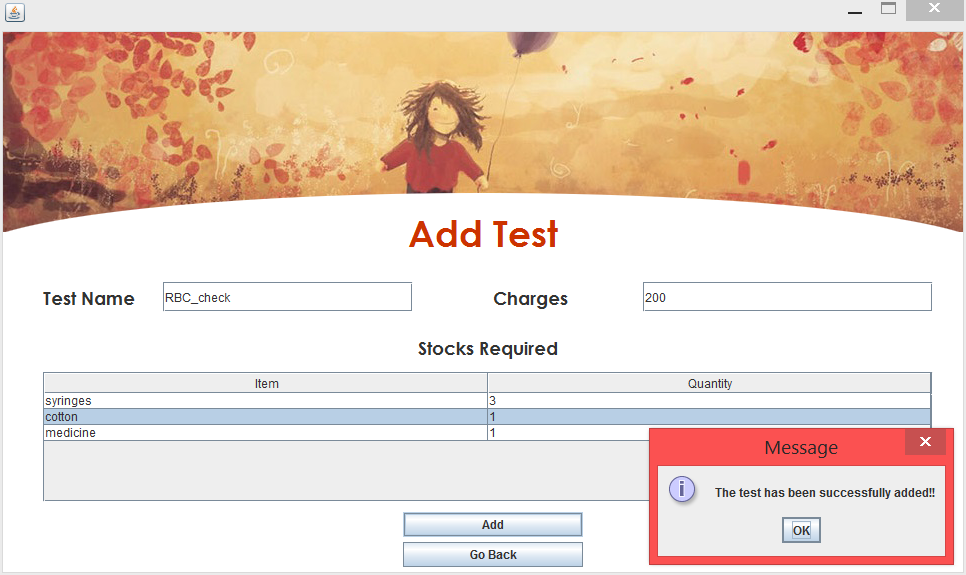 Add Test
Test Name RBC_check Charges 200
Stocks Required
Item Quantity
syringes 3
cotton 1
medicine 1
Message
The test has been successfully added!!
OK
Add
Go Back